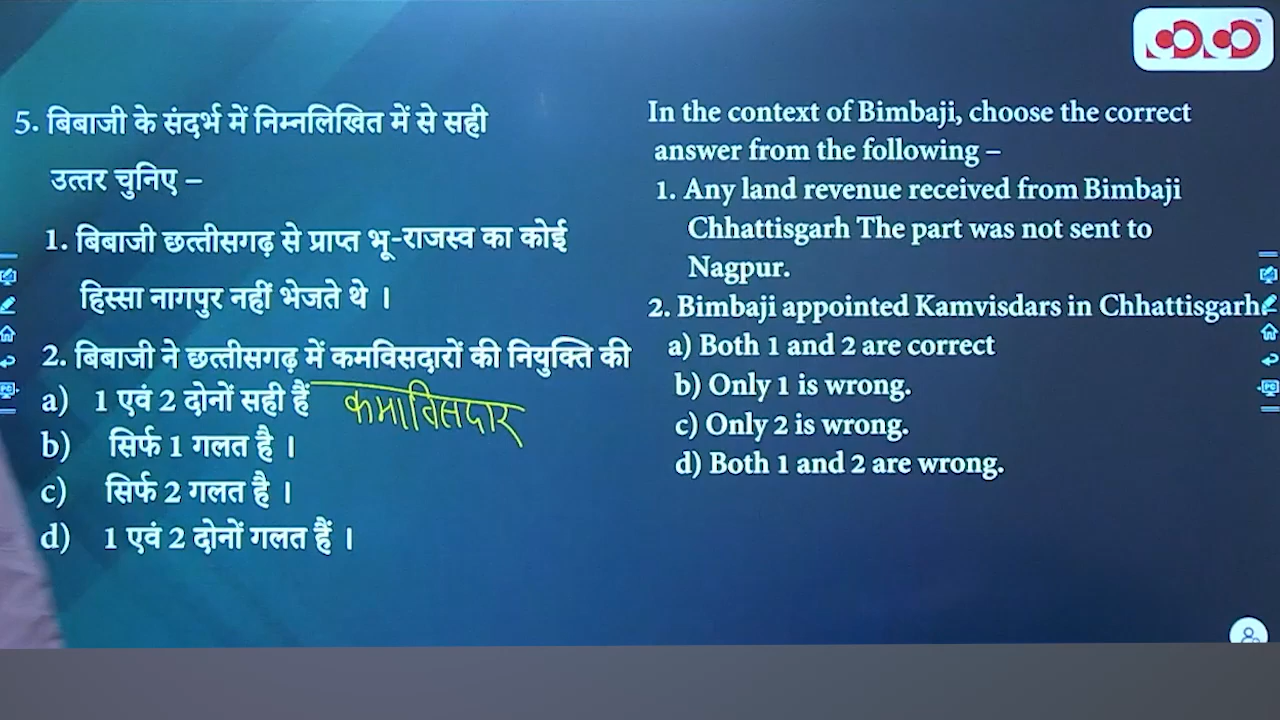 5. बिबाजी के संदर्भ में निम्नलिखित में से सही
उत्तर चुनिए –
1. बिबाजी छत्तीसगढ़ से प्राप्त भू-राजस्व का कोई
हिस्सा नागपुर नहीं भेजते थे ।
2. बिबाजी ने छत्तीसगढ़ में कमविसदारों की नियुक्ति की
a) 1 एवं 2 दोनों सही हैं
कमाविसदार
b) सिर्फ 1 गलत है ।
c) सिर्फ 2 गलत है ।
d) 1 एवं 2 दोनों गलत हैं ।
In the context of Bimbaji, choose the correct
answer from the following –
1. Any land revenue received from Bimbaji
Chhattisgarh The part was not sent to
Nagpur.
2. Bimbaji appointed Kamvisdars in Chhattisgarh.
a) Both 1 and 2 are correct
b) Only 1 is wrong.
c) Only 2 is wrong.
d) Both 1 and 2 are wrong.